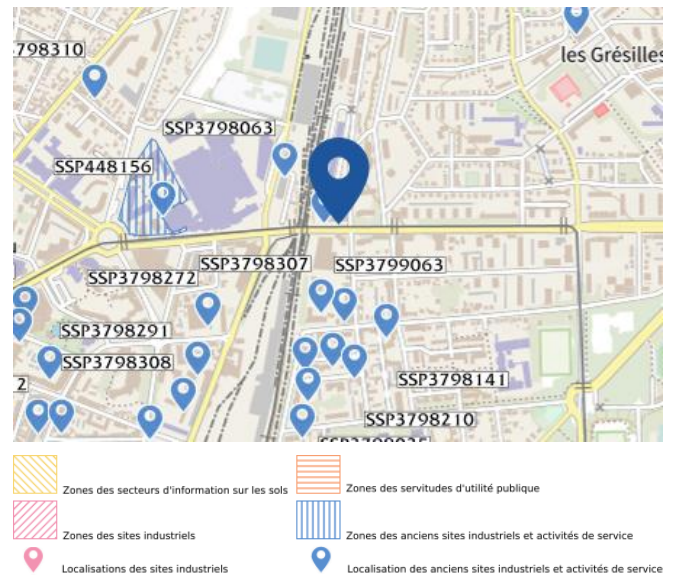 3798310
les Grésilles
SSP3798063
SSP448156
SSP3798307
SSP3799063
SSP3798272
SSP3798291
SSP3798308
2
SSP3798141
SSP3798210
Zones des secteurs d'information sur les sols
Zones des servitudes d'utilité publique
Zones des sites industriels
Zones des anciens sites industriels et activités de service
Localisations des sites industriels
Localisation des anciens sites industriels et activités de service